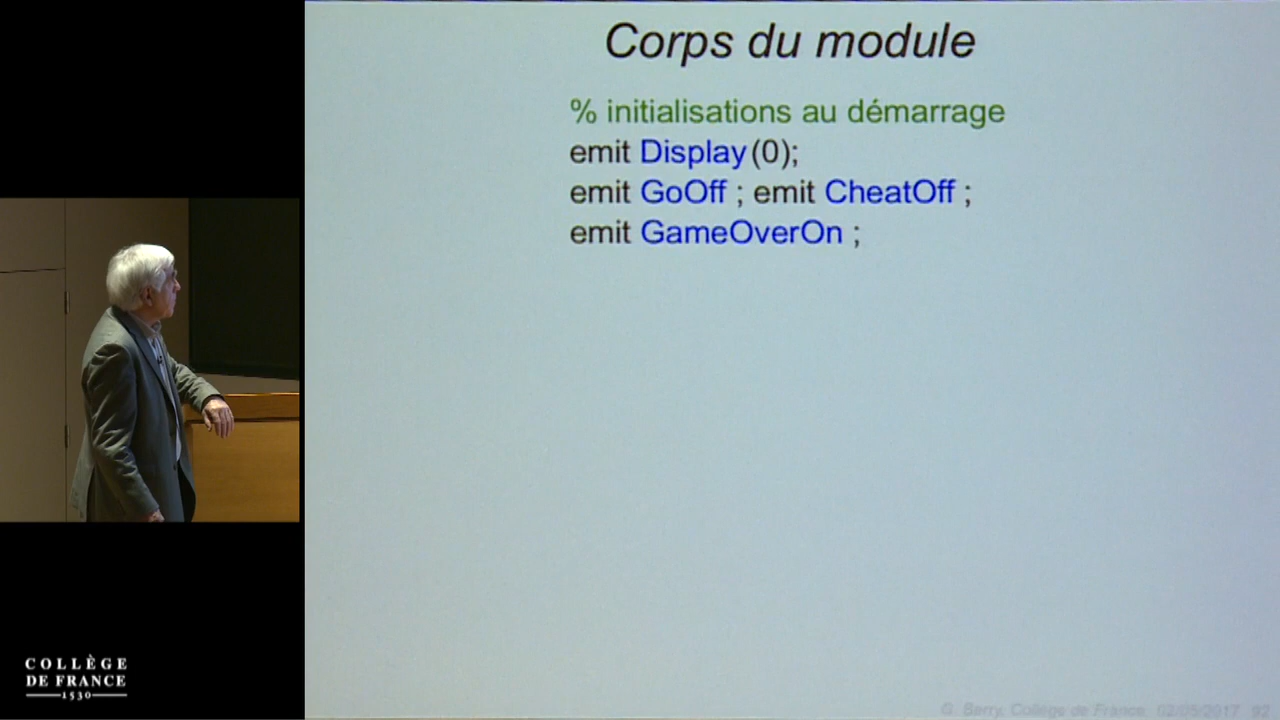 Corps du module
% initialisations au démarrage
emit Display(0);
emit GoOff ; emit CheatOff ;
emit GameOverOn ;
COLLÈGE
DE FRANCE
1530
G. Berry, Collège de France 02/05/2017 92